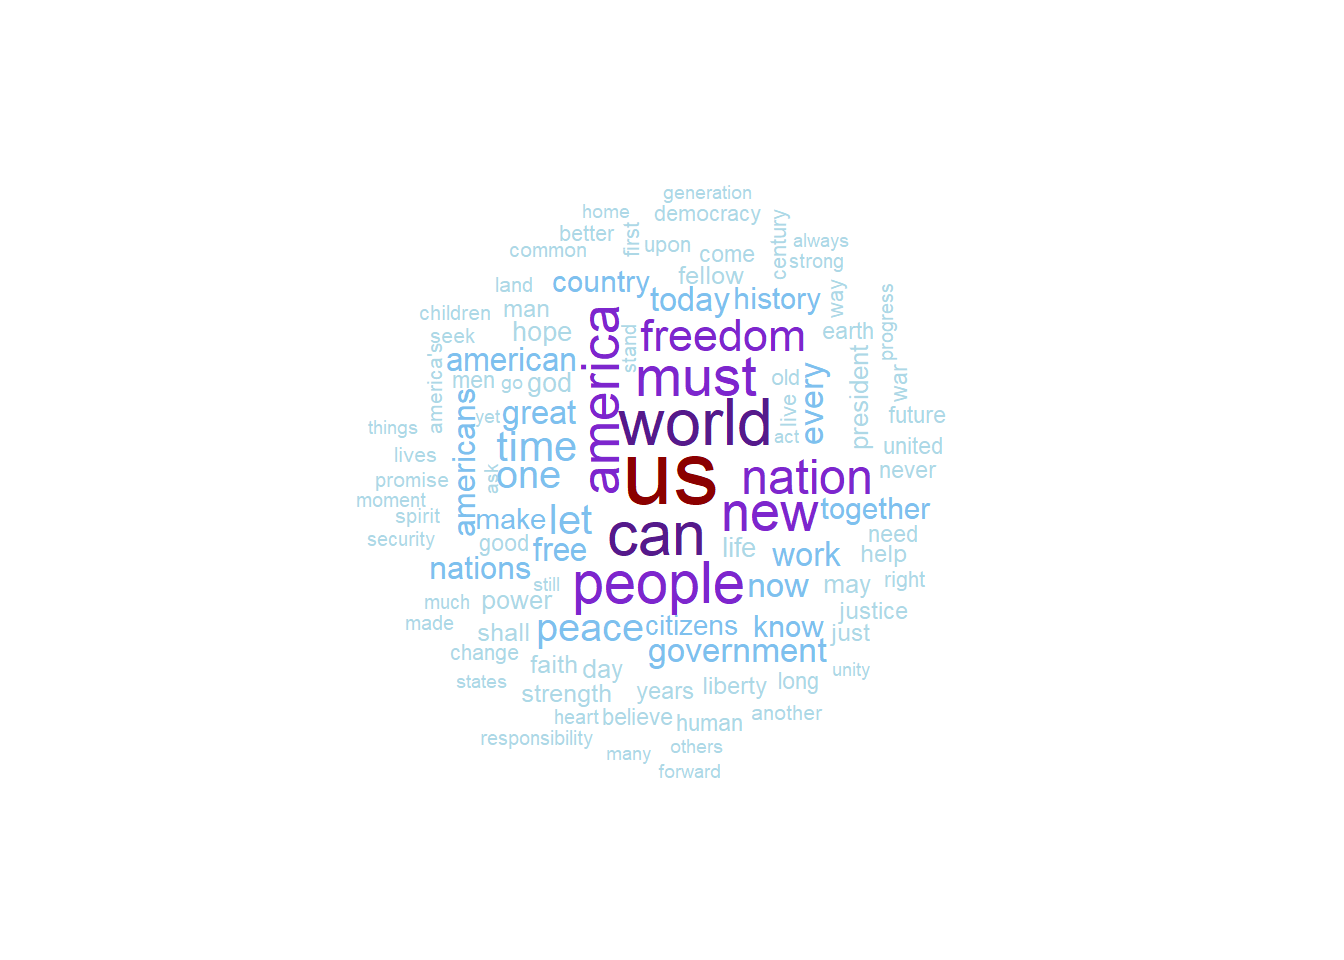 generation
home
democracy
better
first
upon
century
always
common
come
strong
fellow
land
country
today
history
way
progress
children
man
america
hope
freedom
stand
earth
seek
american
america's
must
president
men
go
god
old
every
war
americans
yet
great
world
live
future
things
time
act
united
lives
one
ask
us
nation
never
promise
moment
spirit
make
let
new
together
security
good
free
can
life
work
need
help
nations
still
people
now
may
right
much
power
made
shall
peace
citizens
know
just
justice
change
government
faith
day
unity
states
strength
years
liberty
long
heart
believe
human
another
responsibility
many
others
forward